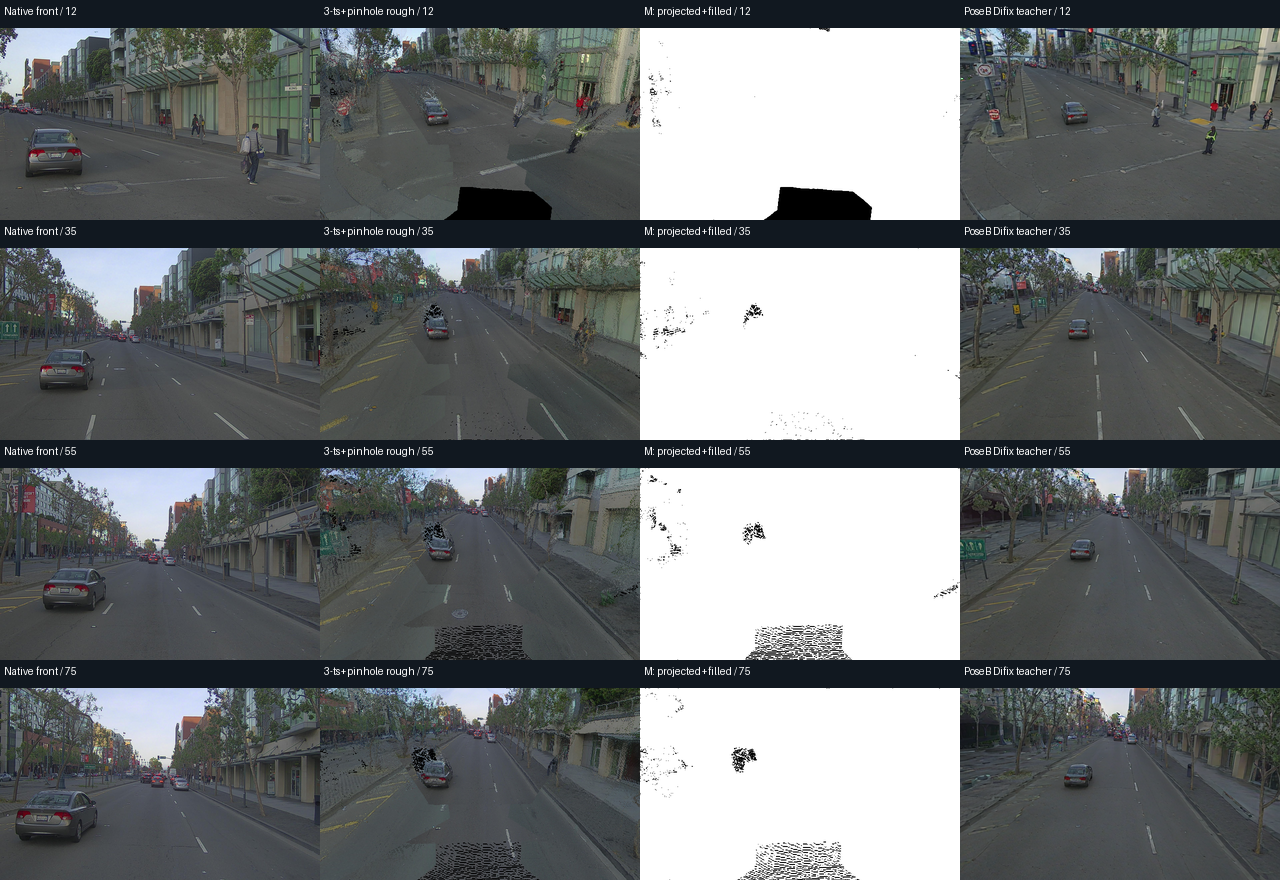 Native front / 12
3-ts+pinhole rough / 12
M: projected+filled / 12
PoseB Difix teacher / 12
Native front / 35
3-ts+pinhole rough / 35
M: projected+filled / 35
PoseB Difix teacher / 35
Native front / 55
3-ts+pinhole rough / 55
M: projected+filled / 55
PoseB Difix teacher / 55
Native front / 75
3-ts+pinhole rough / 75
M: projected+filled / 75
PoseB Difix teacher / 75